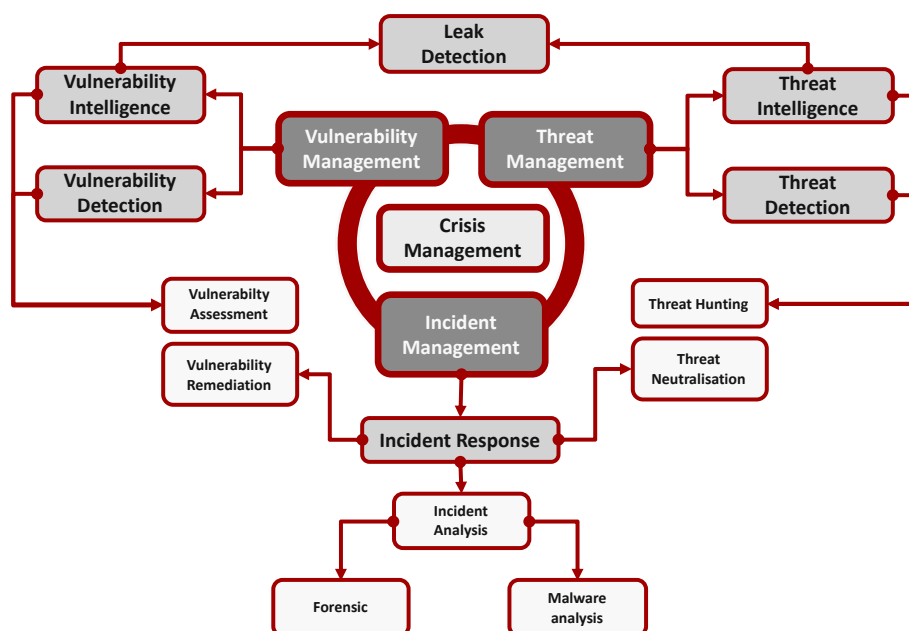 Leak
Detection
Vulnerability
Intelligence
Threat
Intelligence
Vulnerability
Management
Threat
Management
Vulnerability
Detection
Threat
Detection
Crisis
Management
Vulnerabilty
Assessment
Threat Hunting
Incident
Management
Vulnerability
Remediation
Threat
Neutralisation
Incident Response
Incident
Analysis
Forensic
Malware
analysis